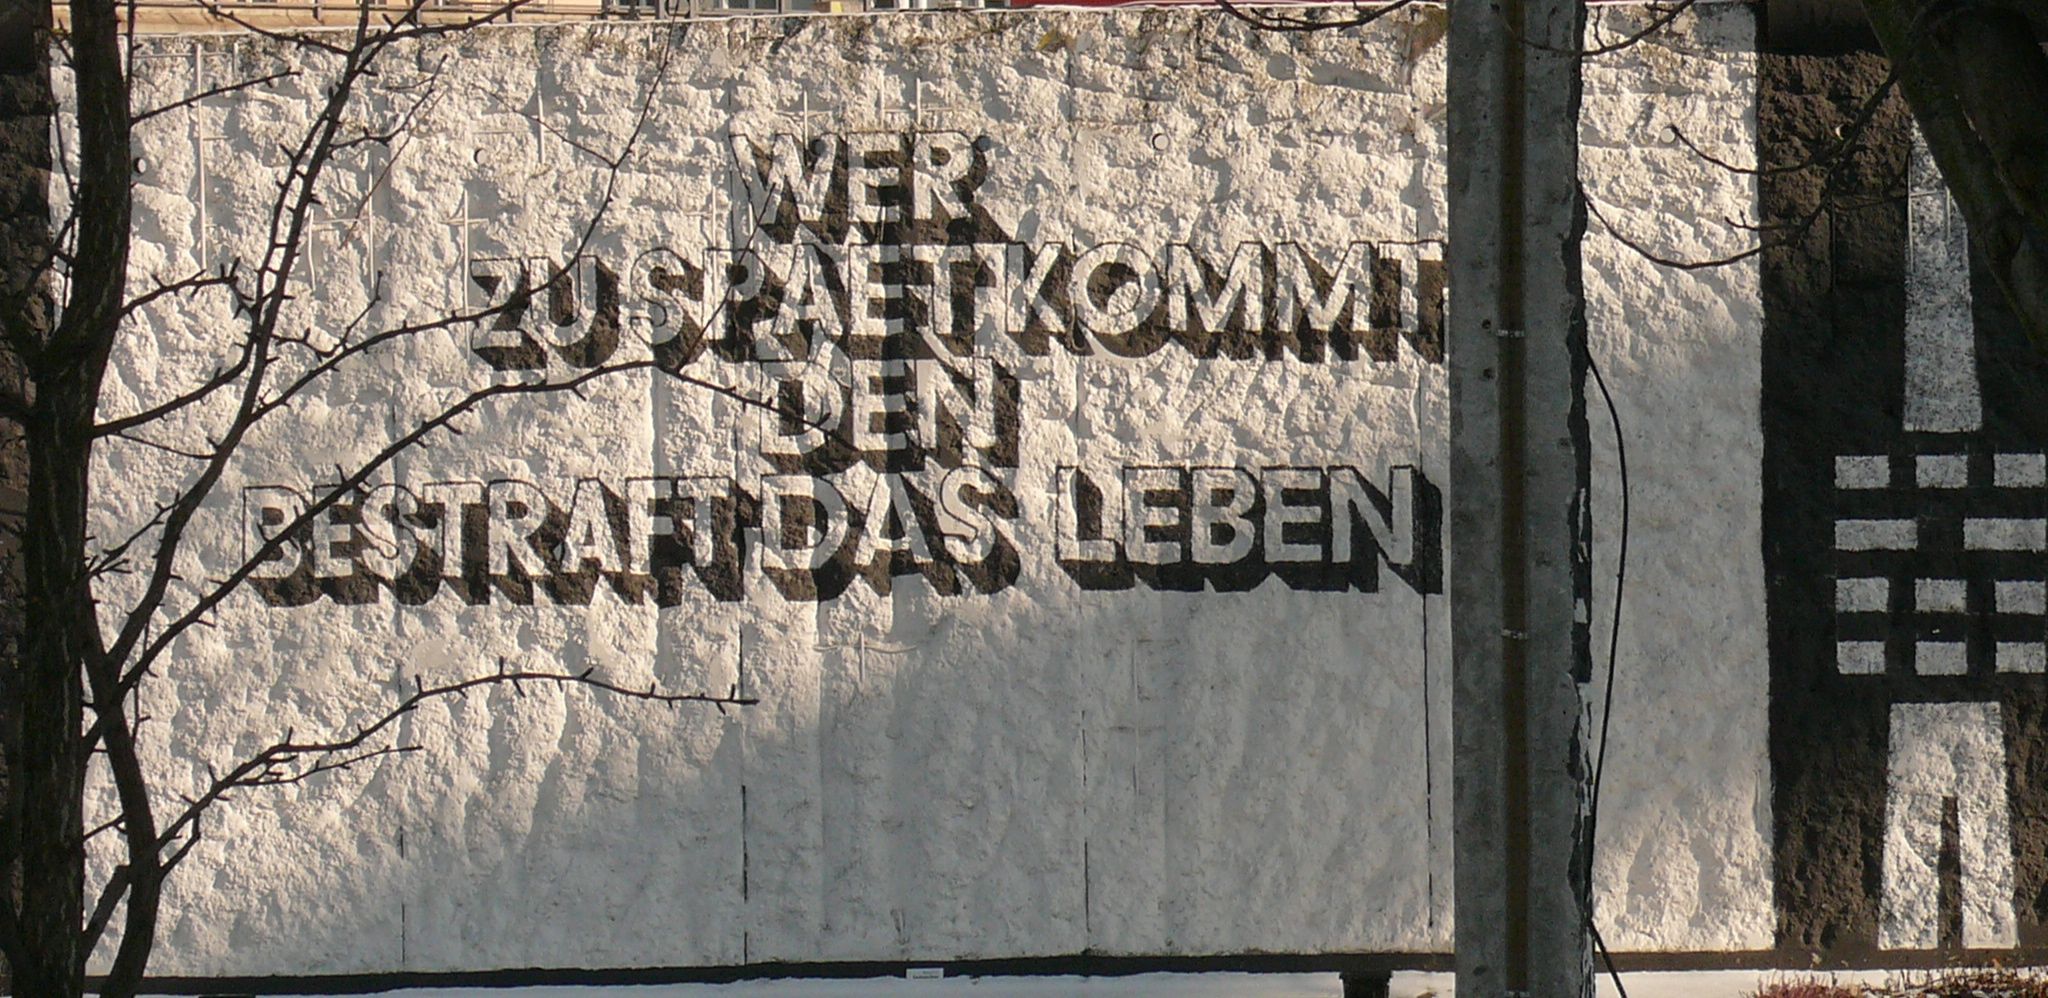 WER
ZU SPAET KOMMT
DEN
BESTRAFT DAS LEBEN